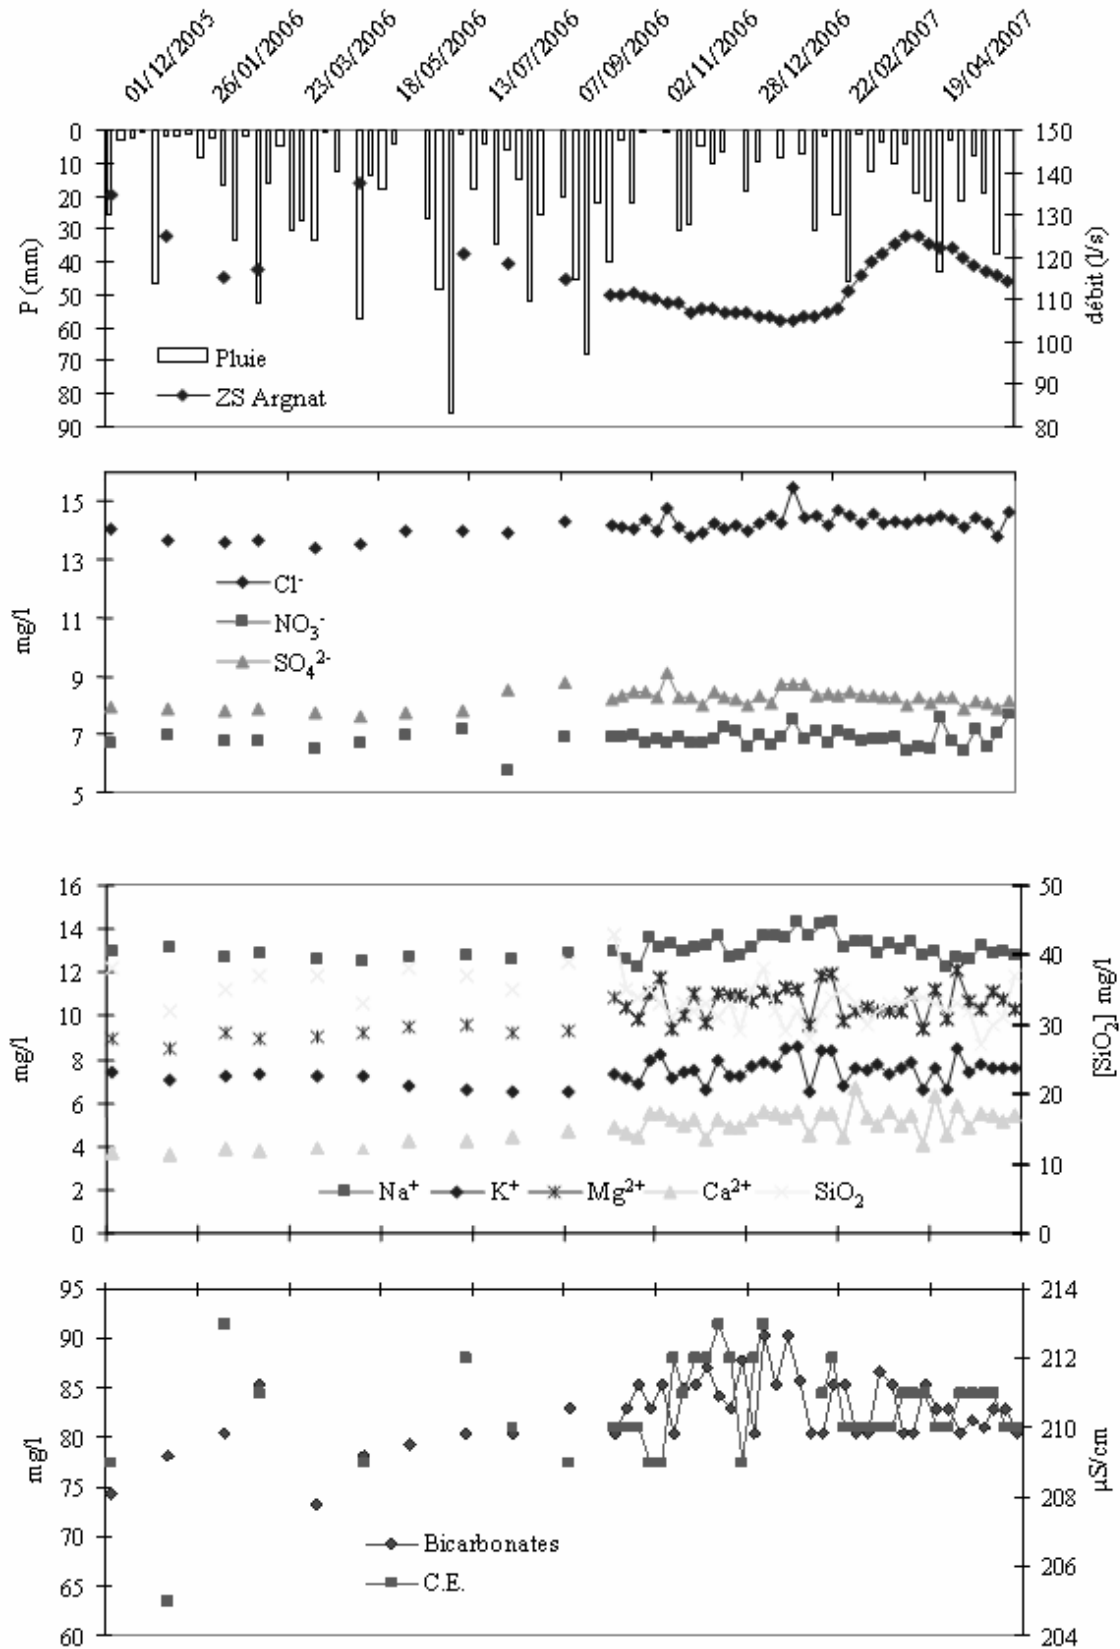 01/12/2005 26/01/2006 23/03/2006 18/05/2006 13/07/2006 07/09/2006 02/11/2006 28/12/2006 22/02/2007 19/04/2007
0 150
10 140
20 130
30 120
40
50 110
60 100
70
80 90
90 80
P (mm)
débit (l/s)
Pluie
ZS Argnat
15
13
11
9
7
5
mg/l
Cl⁻
NO₃⁻
SO₄²⁻
16 50
14
12 40
10
8 30
6 20
4
2 10
0 0
mg/l
[SiO₂] mg/l
Na⁺ K⁺ Mg²⁺ Ca²⁺ SiO₂
95 214
90 212
85
80 210
75 208
70
65 206
60 204
mg/l
µS/cm
Bicarbonates
C.E.